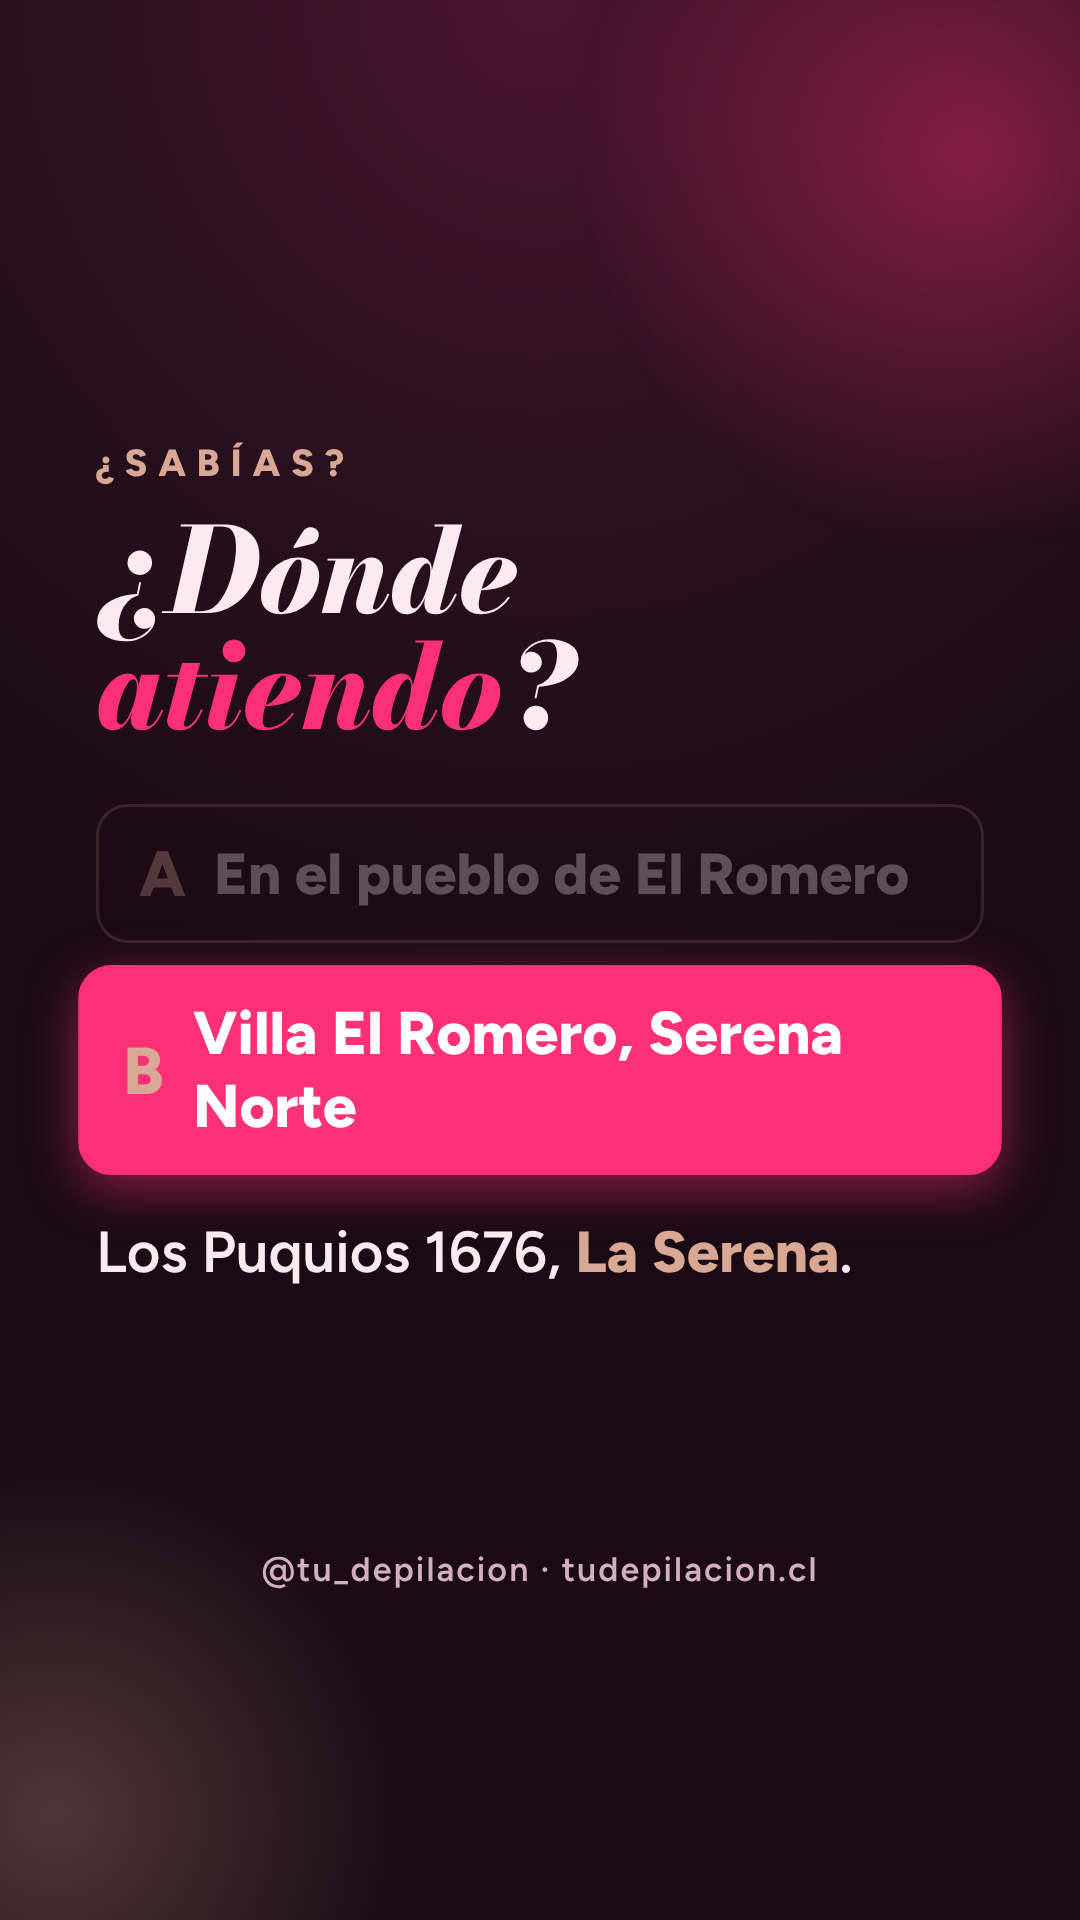 ¿SABÍAS?
¿Dónde
atiendo?
A En el pueblo de El Romero
B Villa El Romero, Serena
Norte
Los Puquios 1676, La Serena.
@tu_depilacion · tudepilacion.cl